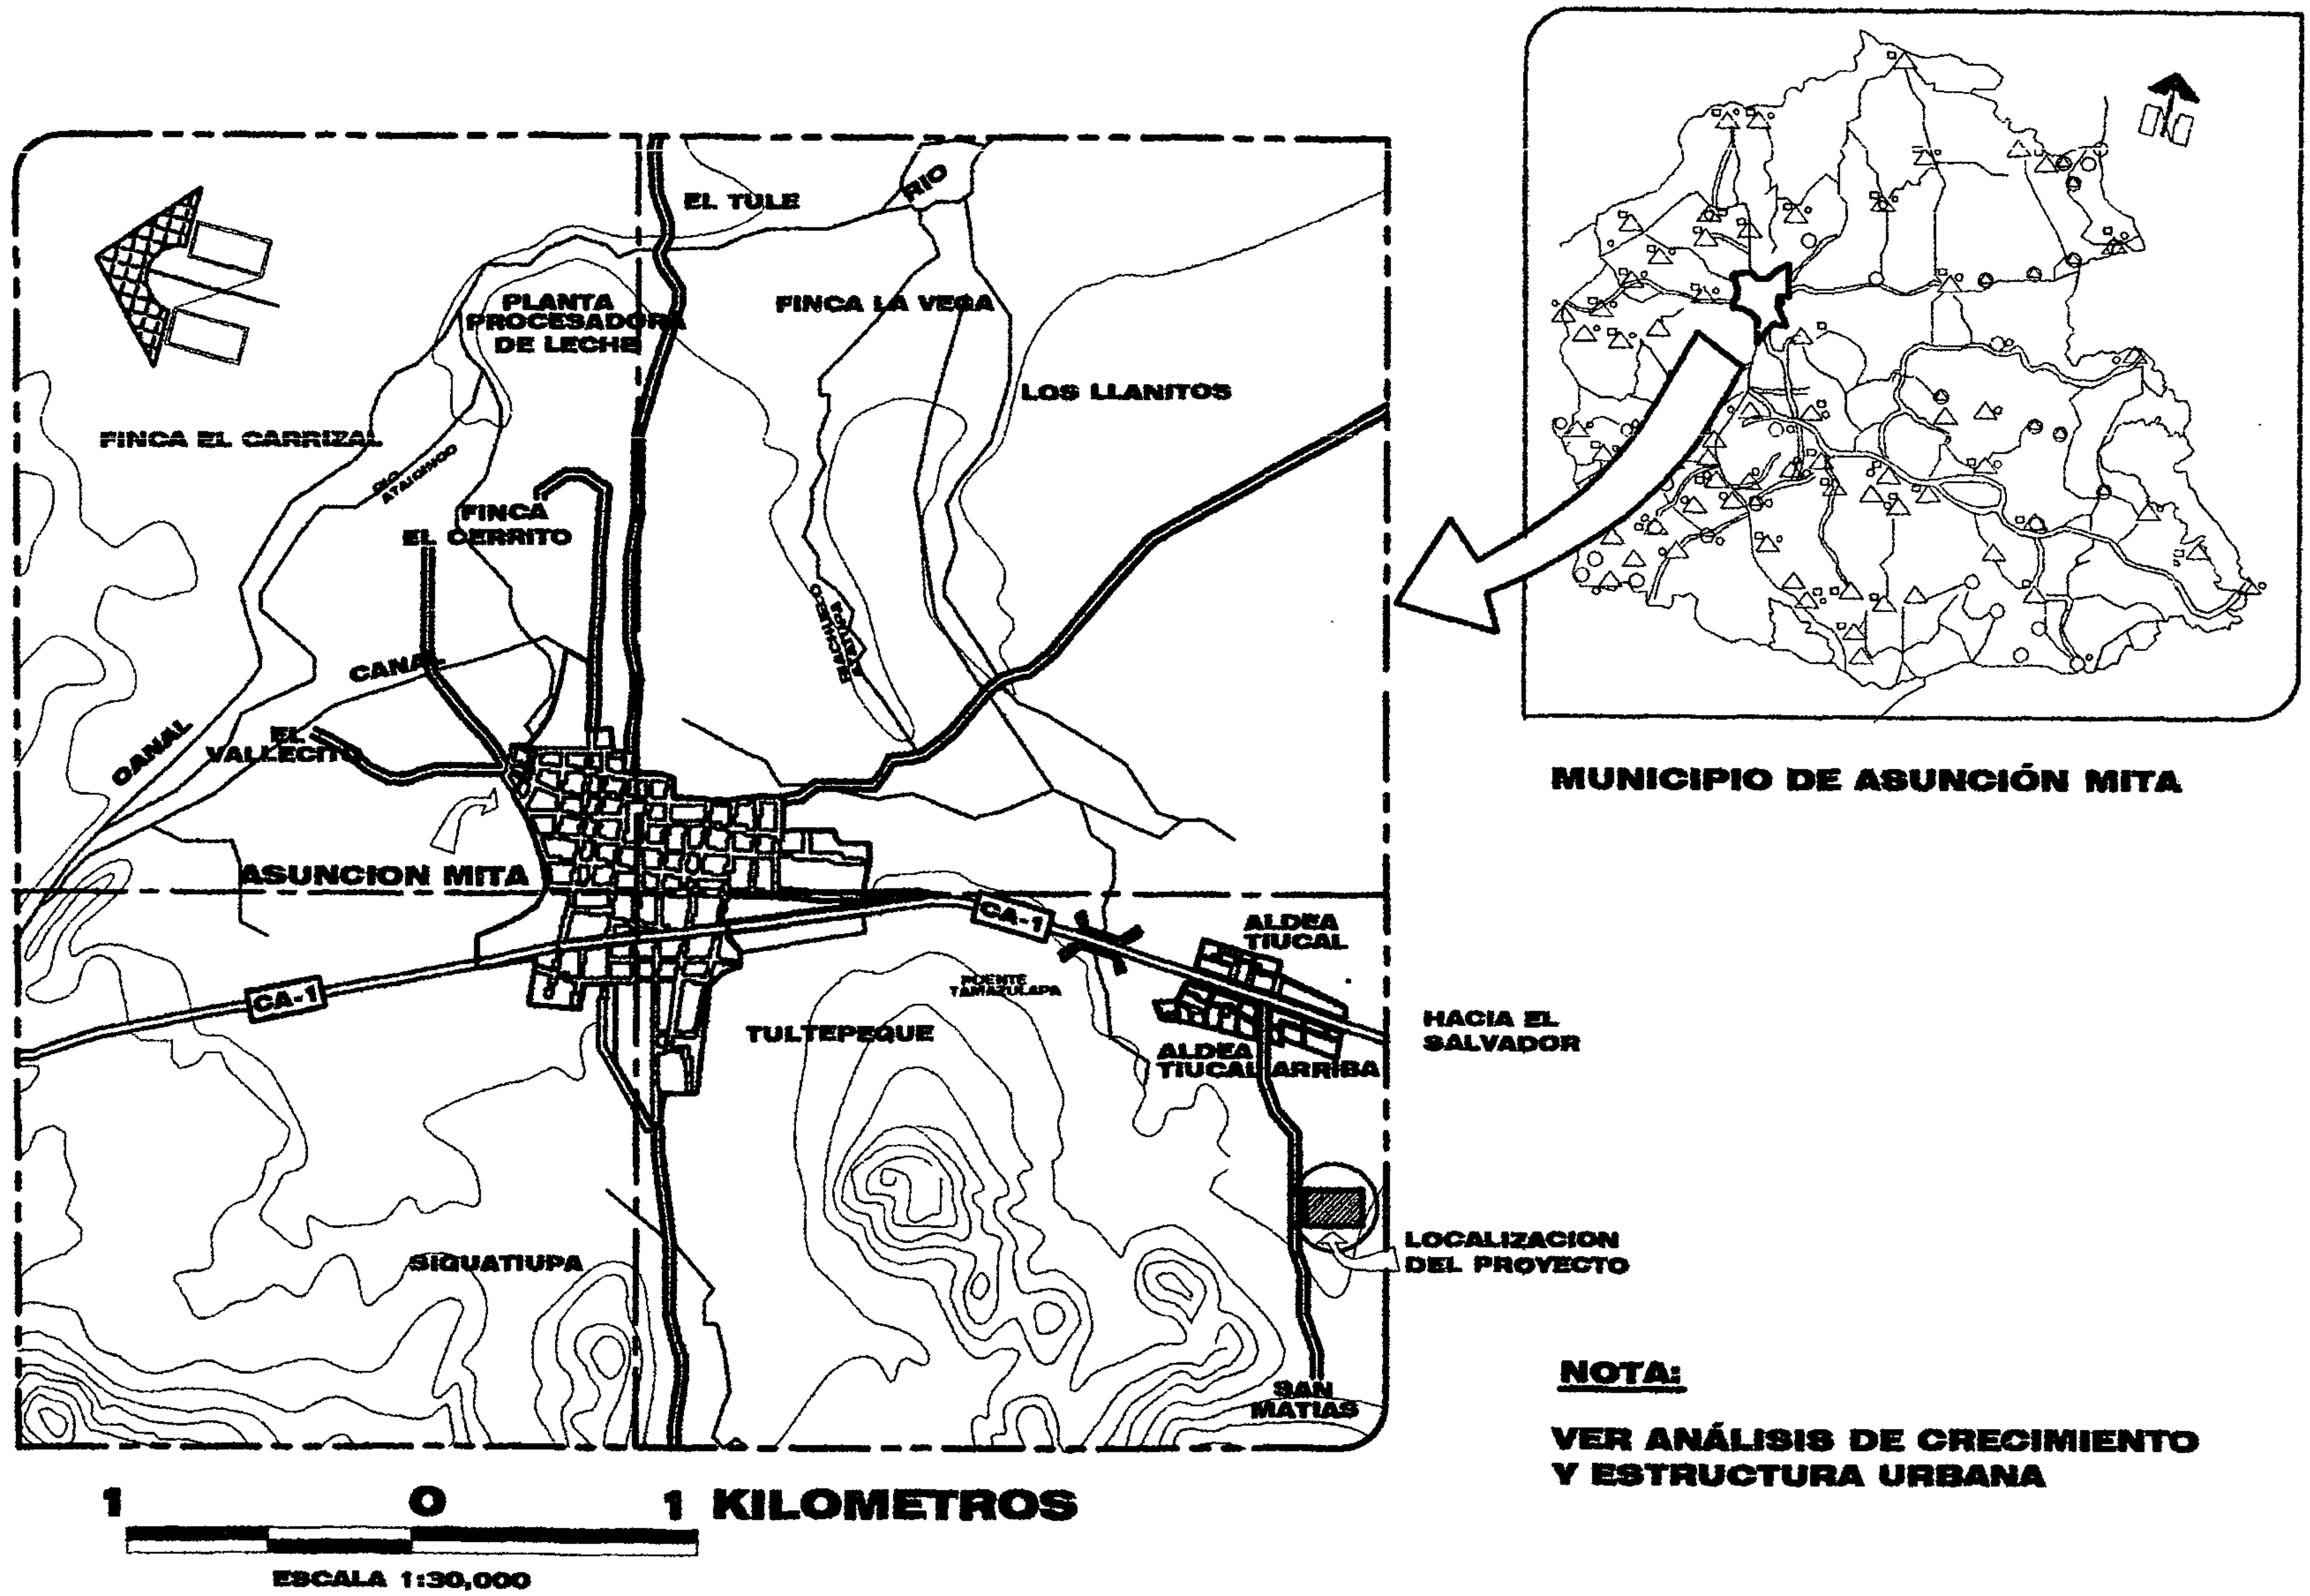 EL TULE
RIO
PLANTA
PROCESADORA
DE LECHE
FINCA LA VEGA
LOS LLANITOS
FINCA EL CARRIZAL
RIO
FINCA
EL CERRITO
RIACHUELO
CANAL
CANAL
EL
VALLECITO
ASUNCION MITA
CA-1
CA-1
ALDEA
TIUCAL
PUENTE
TAMAZULAPA
TULTEPEQUE
ALDEA
TIUCAL ARRIBA
HACIA EL
SALVADOR
SIQUATIUPA
LOCALIZACION
DEL PROYECTO
SAN
MATIAS
MUNICIPIO DE ASUNCIÓN MITA
NOTA:
VER ANÁLISIS DE CRECIMIENTO
Y ESTRUCTURA URBANA
1 0 1 KILOMETROS
ESCALA 1:30,000